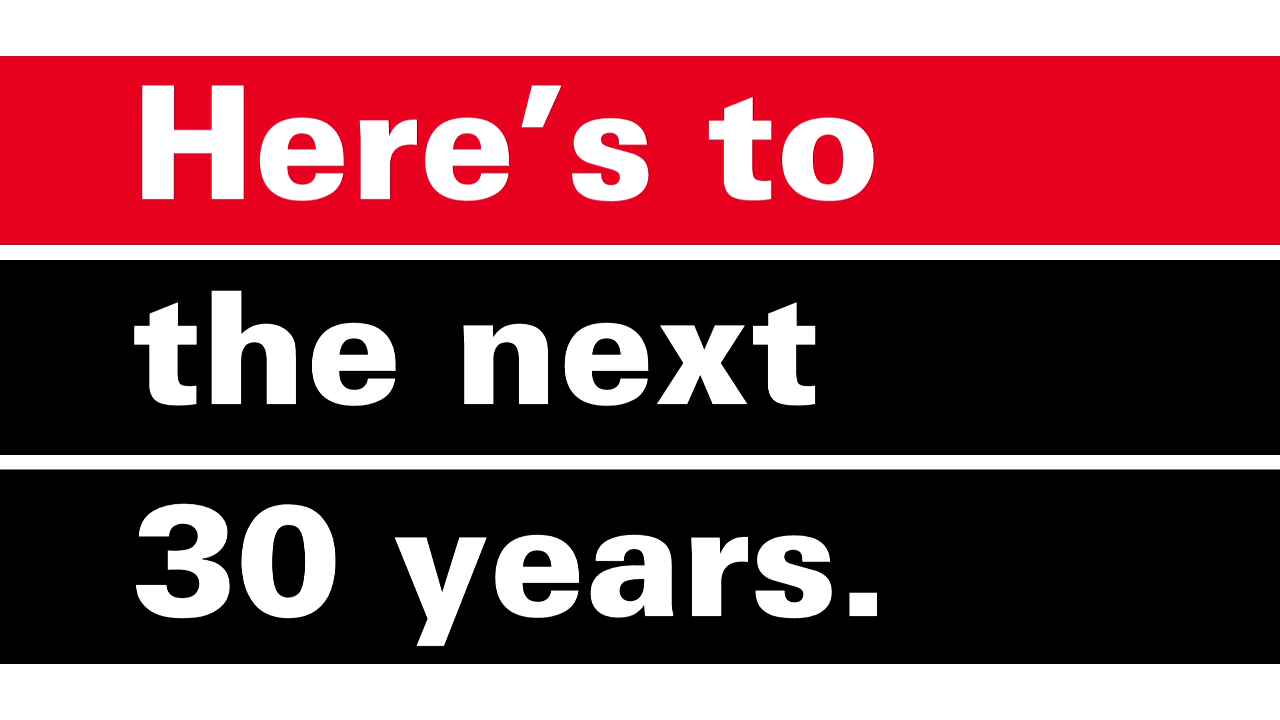 Here’s to
the next
30 years.